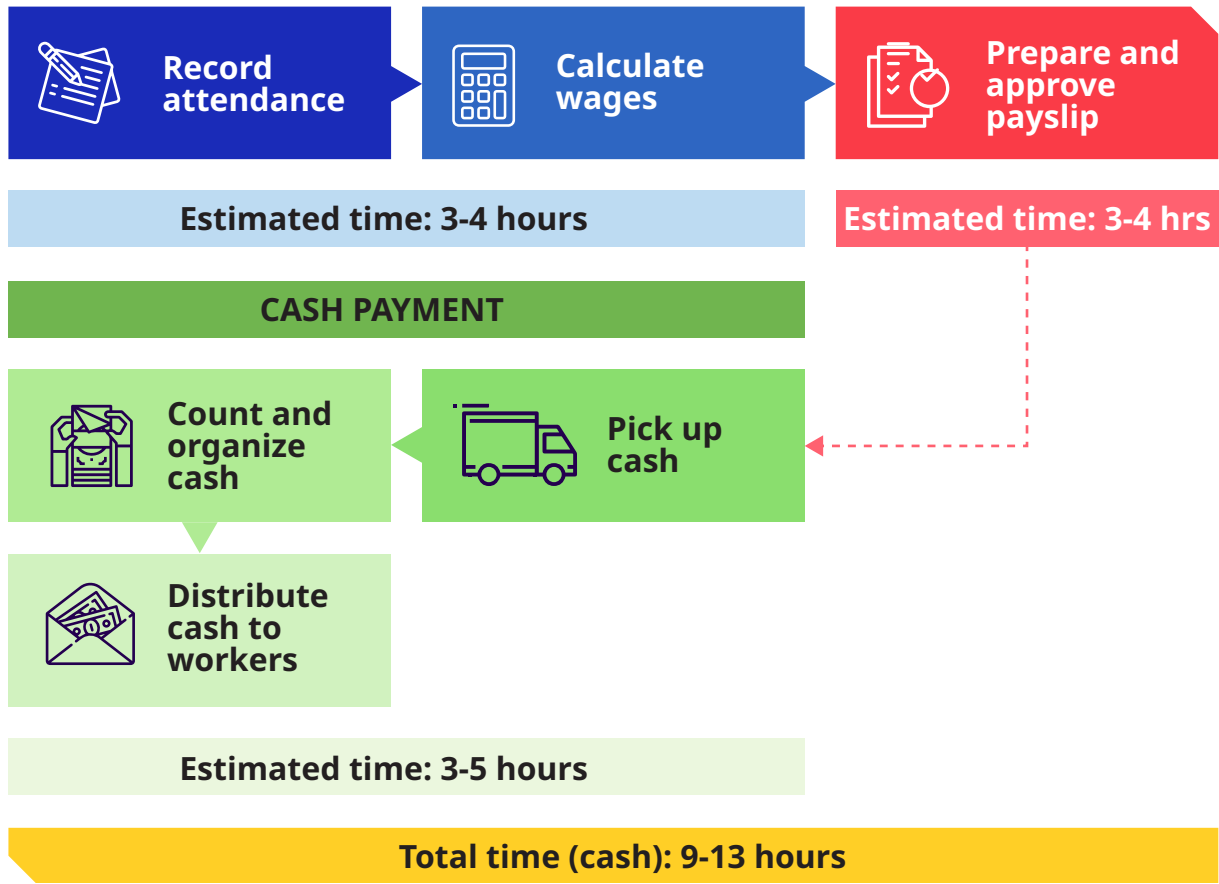 Record
attendance
Calculate
wages
Prepare and
approve
payslip
Estimated time: 3-4 hours
Estimated time: 3-4 hrs
CASH PAYMENT
Count and
organize
cash
Pick up
cash
Distribute
cash to
workers
Estimated time: 3-5 hours
Total time (cash): 9-13 hours